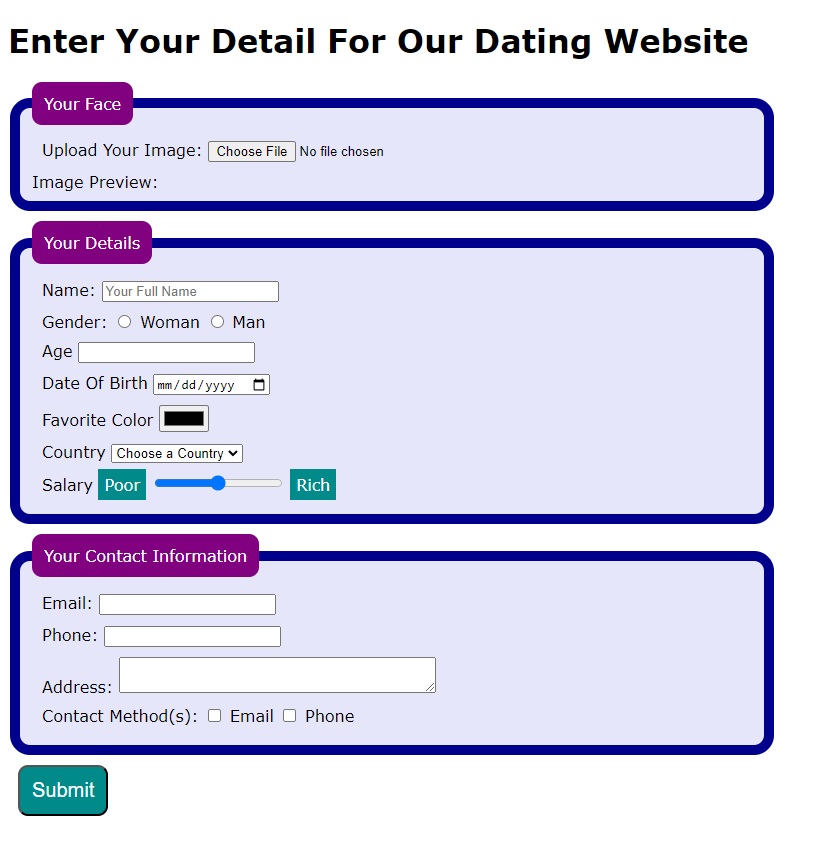 Enter Your Detail For Our Dating Website
Your Face
Upload Your Image: Choose File No file chosen
Image Preview:
Your Details
Name: Your Full Name
Gender: Woman Man
Age
Date Of Birth mm/dd/yyyy
Favorite Color
Country Choose a Country
Salary Poor Rich
Your Contact Information
Email:
Phone:
Address:
Contact Method(s): Email Phone
Submit